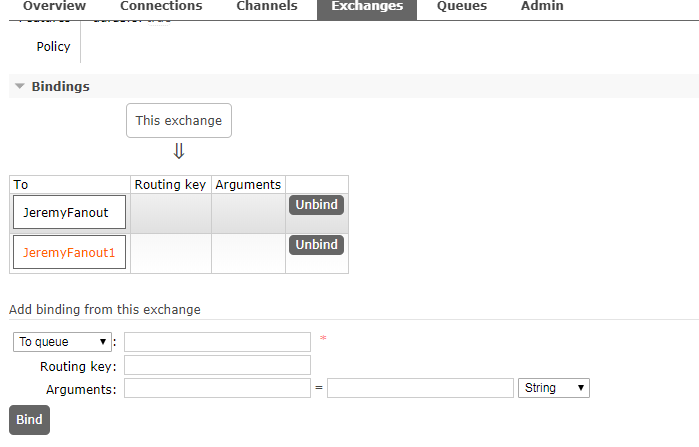 Overview Connections Channels Exchanges Queues Admin
Policy
Bindings
This exchange
⇓
To Routing key Arguments
JeremyFanout Unbind
JeremyFanout1 Unbind
Add binding from this exchange
To queue : *
Routing key:
Arguments: = String
Bind